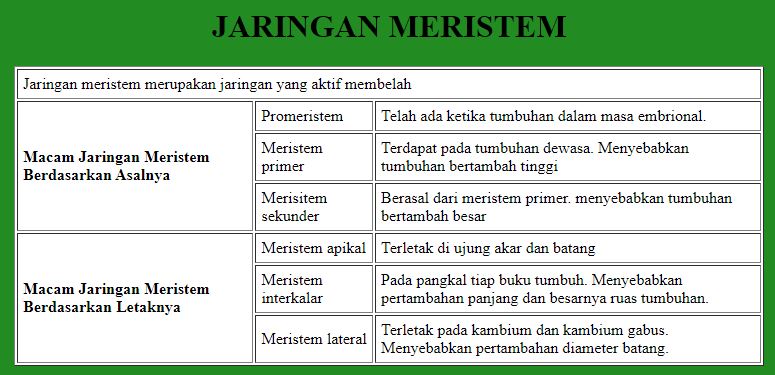 JARINGAN MERISTEM
Jaringan meristem merupakan jaringan yang aktif membelah
Macam Jaringan Meristem
Berdasarkan Asalnya
Promeristem
Telah ada ketika tumbuhan dalam masa embrional.
Meristem
primer
Terdapat pada tumbuhan dewasa. Menyebabkan
tumbuhan bertambah tinggi
Merisitem
sekunder
Berasal dari meristem primer. menyebabkan tumbuhan
bertambah besar
Macam Jaringan Meristem
Berdasarkan Letaknya
Meristem apikal
Terletak di ujung akar dan batang
Meristem
interkalar
Pada pangkal tiap buku tumbuh. Menyebabkan
pertambahan panjang dan besarnya ruas tumbuhan.
Meristem lateral
Terletak pada kambium dan kambium gabus.
Menyebabkan pertambahan diameter batang.